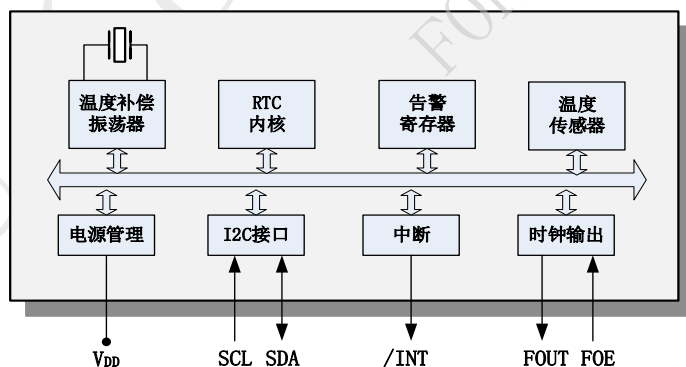 温度补偿
振荡器
RTC
内核
告警
寄存器
温度
传感器
电源管理
I2C接口
中断
时钟输出
VDD
SCL SDA
/INT
FOUT FOE